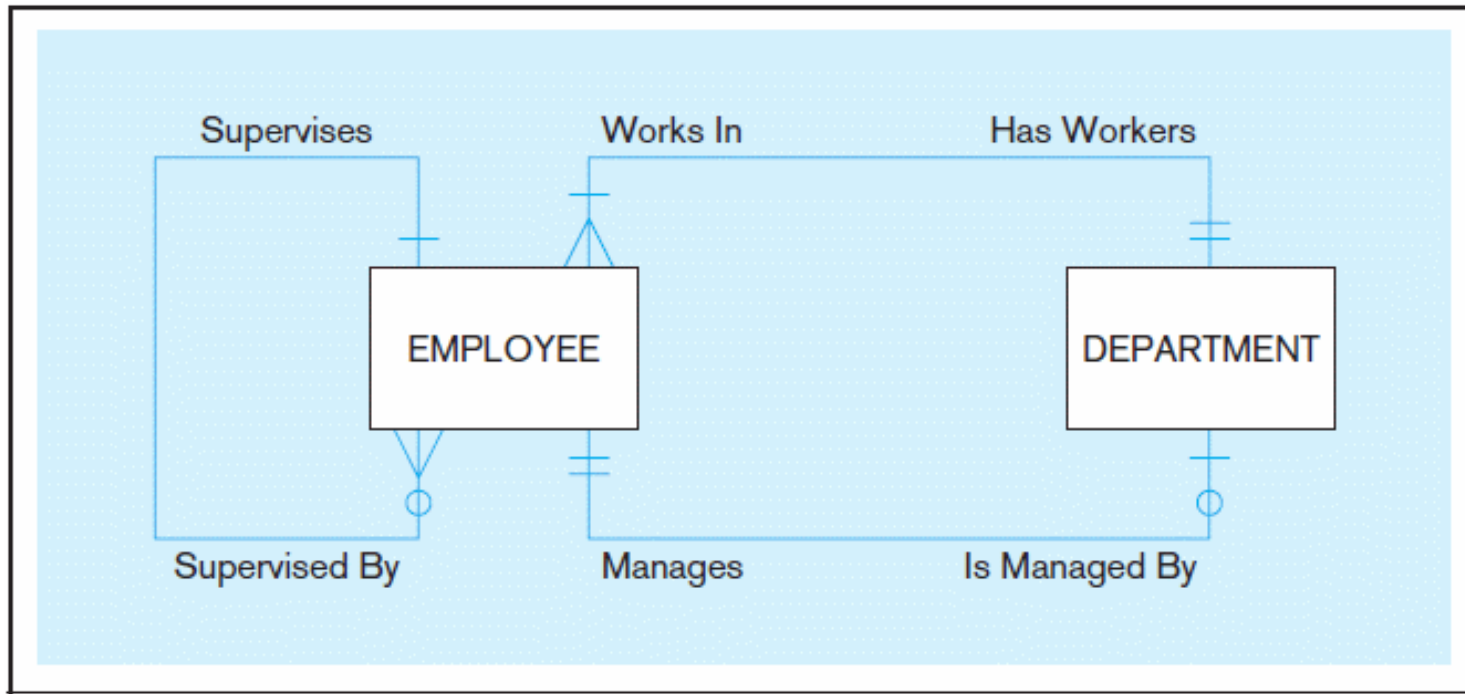 Supervises
Works In
Has Workers
EMPLOYEE
DEPARTMENT
Supervised By
Manages
Is Managed By